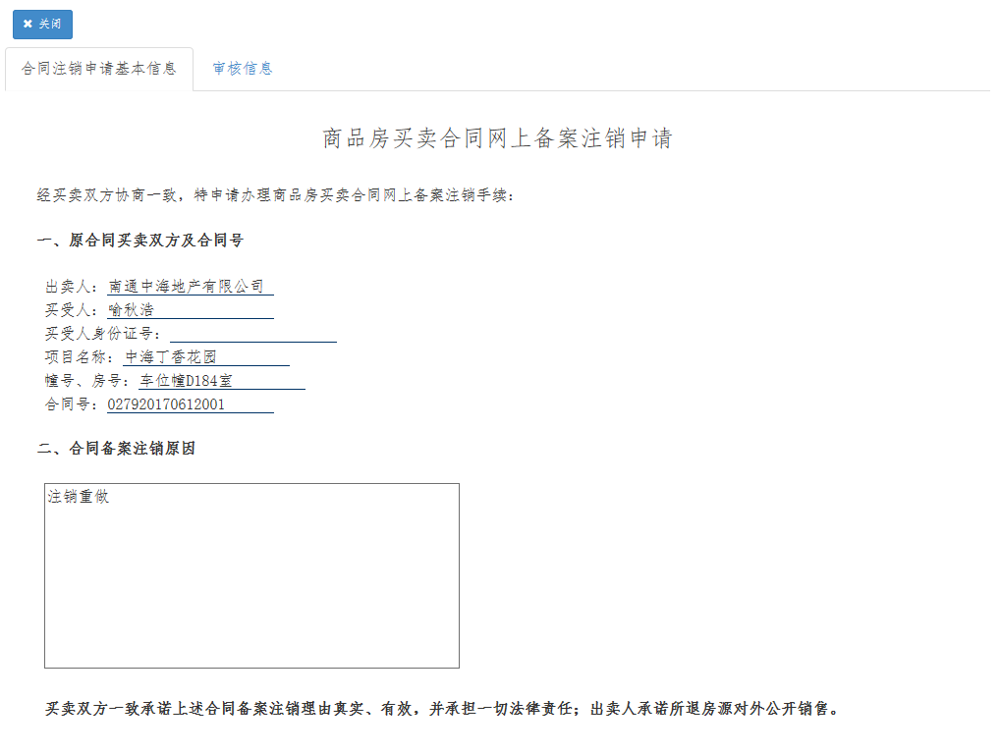 ✖ 关闭
合同注销申请基本信息 审核信息
商品房买卖合同网上备案注销申请
经买卖双方协商一致，特申请办理商品房买卖合同网上备案注销手续：
一、原合同买卖双方及合同号
出卖人：南通中海地产有限公司
买受人：喻秋浩
买受人身份证号：
项目名称：中海丁香花园
幢号、房号：车位幢D184室
合同号：027920170612001
二、合同备案注销原因
注销重做
买卖双方一致承诺上述合同备案注销理由真实、有效，并承担一切法律责任；出卖人承诺所退房源对外公开销售。